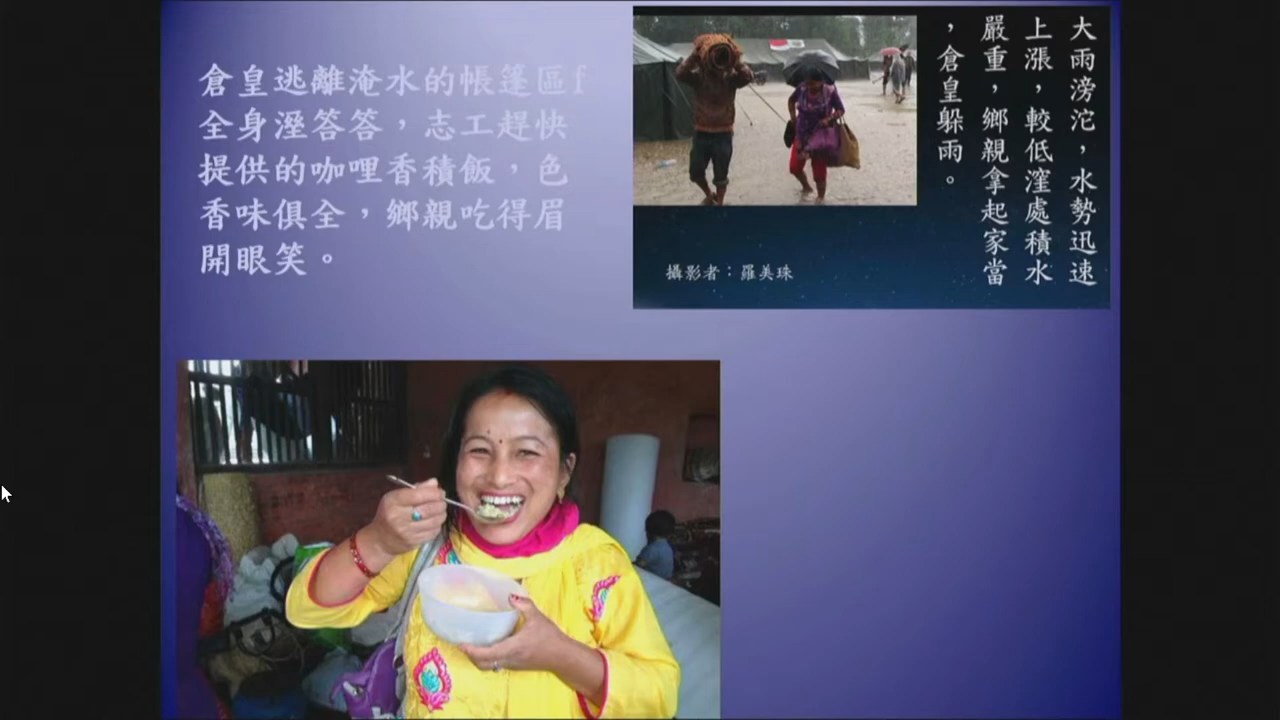 倉皇逃離淹水的帳篷區f
全身溼答答，志工趕快
提供的咖哩香積飯，色
香味俱全，鄉親吃得眉
開眼笑。
大雨滂沱，水勢迅速
上漲，較低窪處積水
嚴重，鄉親拿起家當
，倉皇躲雨。
攝影者：羅美珠